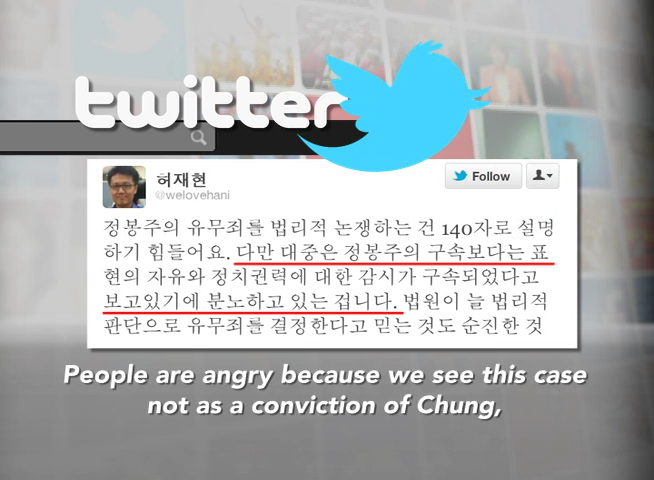 twitter
허재현
@welovehani
Follow
정봉주의 유무죄를 법리적 논쟁하는 건 140자로 설명
하기 힘들어요. 다만 대중은 정봉주의 구속보다는 표
현의 자유와 정치권력에 대한 감시가 구속되었다고
보고있기에 분노하고 있는 겁니다. 법원이 늘 법리적
판단으로 유무죄를 결정한다고 믿는 것도 순진한 것
People are angry because we see this case
not as a conviction of Chung,